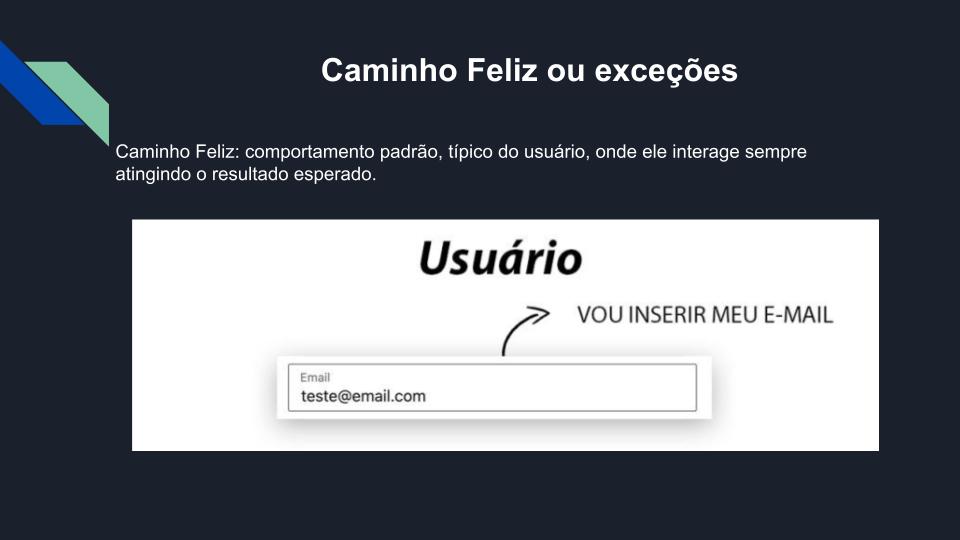 Caminho Feliz ou exceções
Caminho Feliz: comportamento padrão, típico do usuário, onde ele interage sempre
atingindo o resultado esperado.
Usuário
VOU INSERIR MEU E-MAIL
Email
teste@email.com